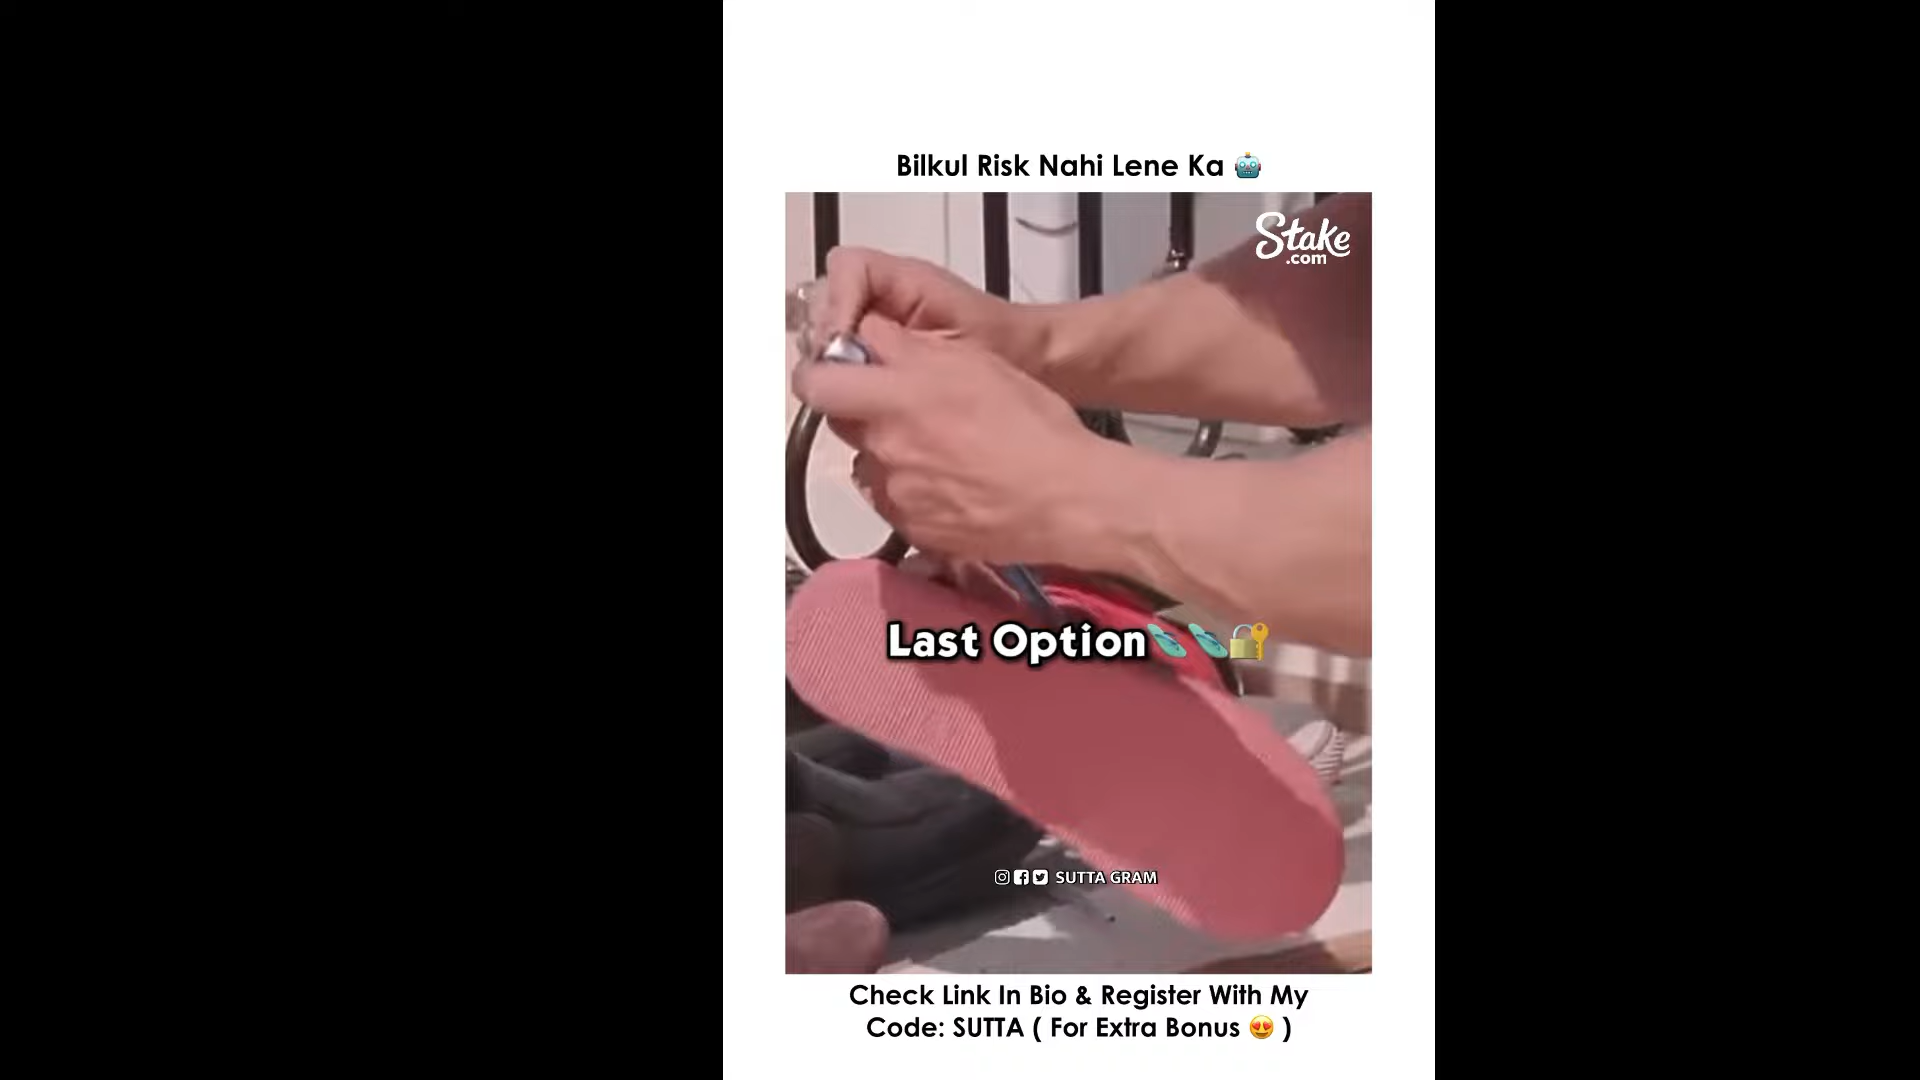 Bilkul Risk Nahi Lene Ka 🤖
Stake
.com
Last Option🩴🩴🔐
SUTTA GRAM
Check Link In Bio & Register With My
Code: SUTTA ( For Extra Bonus 😍 )